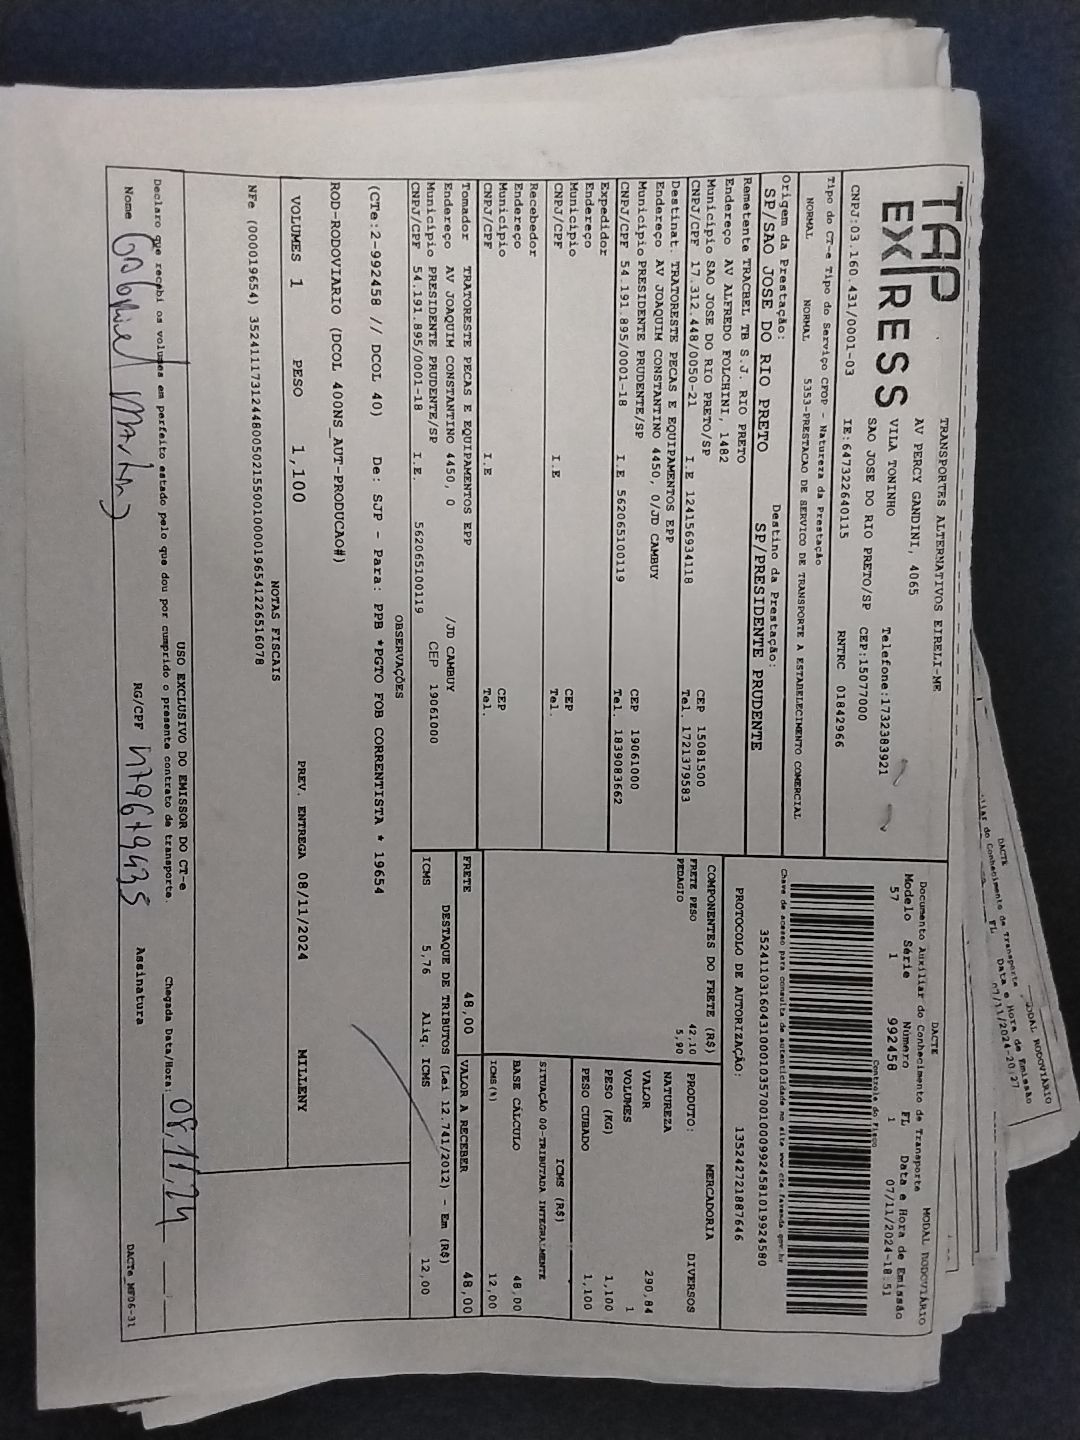 TAP
EXPRESS
TRANSPORTES ALTERNATIVOS EIRELI-ME
AV PERCY GANDINI, 4065
VILA TONINHO Telefone:1732383921
SAO JOSE DO RIO PRETO/SP CEP:15077000
CNPJ:03.160.431/0001-03 IE:647322640115 RNTRC 01842966
DACTE MODAL RODOVIÁRIO
Documento Auxiliar do Conhecimento de Transporte
Modelo Série Número FL Data e Hora de Emissão
57 1 992458 1 07/11/2024-18:51
Controle do Fisco
Tipo do CT-e Tipo do Serviço CFOP - Natureza da Prestação
NORMAL NORMAL 5353-PRESTACAO DE SERVICO DE TRANSPORTE A ESTABELECIMENTO COMERCIAL
Chave de acesso para consulta de autenticidade no site www.cte.fazenda.gov.br
35241103160431000103570010009924581019924580
PROTOCOLO DE AUTORIZAÇÃO: 135242721887646
Origem da Prestação: Destino da Prestação:
SP/SAO JOSE DO RIO PRETO SP/PRESIDENTE PRUDENTE
Remetente TRACBEL TB S.J. RIO PRETO
Endereço AV ALFREDO FOLCHINI, 1482
Município SAO JOSE DO RIO PRETO/SP CEP 15081500
CNPJ/CPF 17.312.448/0050-21 I.E 124156934118 Tel. 1721379583
Destinat TRATORESTE PECAS E EQUIPAMENTOS EPP
Endereço AV JOAQUIM CONSTANTINO 4450, 0/JD CAMBUY
Município PRESIDENTE PRUDENTE/SP CEP 19061000
CNPJ/CPF 54.191.895/0001-18 I.E 562065100119 Tel. 1839083662
Expedidor
Endereço
Município CEP
CNPJ/CPF I.E Tel.
Recebedor
Endereço
Município CEP
CNPJ/CPF I.E Tel.
Tomador TRATORESTE PECAS E EQUIPAMENTOS EPP
Endereço AV JOAQUIM CONSTANTINO 4450, 0 /JD CAMBUY
Município PRESIDENTE PRUDENTE/SP CEP 19061000
CNPJ/CPF 54.191.895/0001-18 I.E. 562065100119
COMPONENTES DO FRETE (R$)
FRETE PESO 42,10
PEDAGIO 5,90
PRODUTO: MERCADORIA DIVERSOS
NATUREZA
VALOR 290,84
VOLUMES 1
PESO (KG) 1,100
PESO CUBADO 1,100
ICMS (R$)
SITUAÇÃO 00-TRIBUTADA INTEGRALMENTE
BASE CÁLCULO 48,00
ICMS(%) 12,00
FRETE 48,00 VALOR A RECEBER 48,00
DESTAQUE DE TRIBUTOS (Lei 12.741/2012) - Em (R$)
ICMS 5,76 Aliq. ICMS 12,00
OBSERVAÇÕES
(CTe:2-992458 // DCOL 40) De: SJP - Para: PPB *PGTO FOB CORRENTISTA * 19654
ROD-RODOVIARIO (DCOL 400NS_AUT-PRODUCAO#)
VOLUMES 1 PESO 1,100 PREV. ENTREGA 08/11/2024 MILLENY
NOTAS FISCAIS
NFe (000019654) 35241117312448005021550010000196541226516078
USO EXCLUSIVO DO EMISSOR DO CT-e
Declaro que recebi os volumes em perfeito estado pelo que dou por cumprido o presente contrato de transporte. Chegada Data/Hora: 08/11/24
Nome Gabriel Martins RG/CPF Assinatura
DACTe_MF06-31
DACTE
MODAL RODOVIÁRIO
Data e Hora de Emissão
07/11/2024-20:27
FL